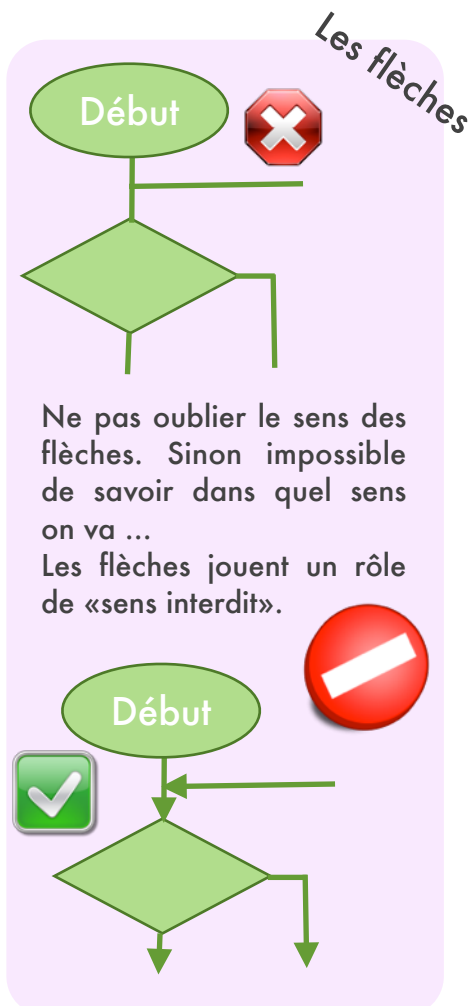 Les flèches
Début
Ne pas oublier le sens des
flèches. Sinon impossible
de savoir dans quel sens
on va ...
Les flèches jouent un rôle
de «sens interdit».
Début